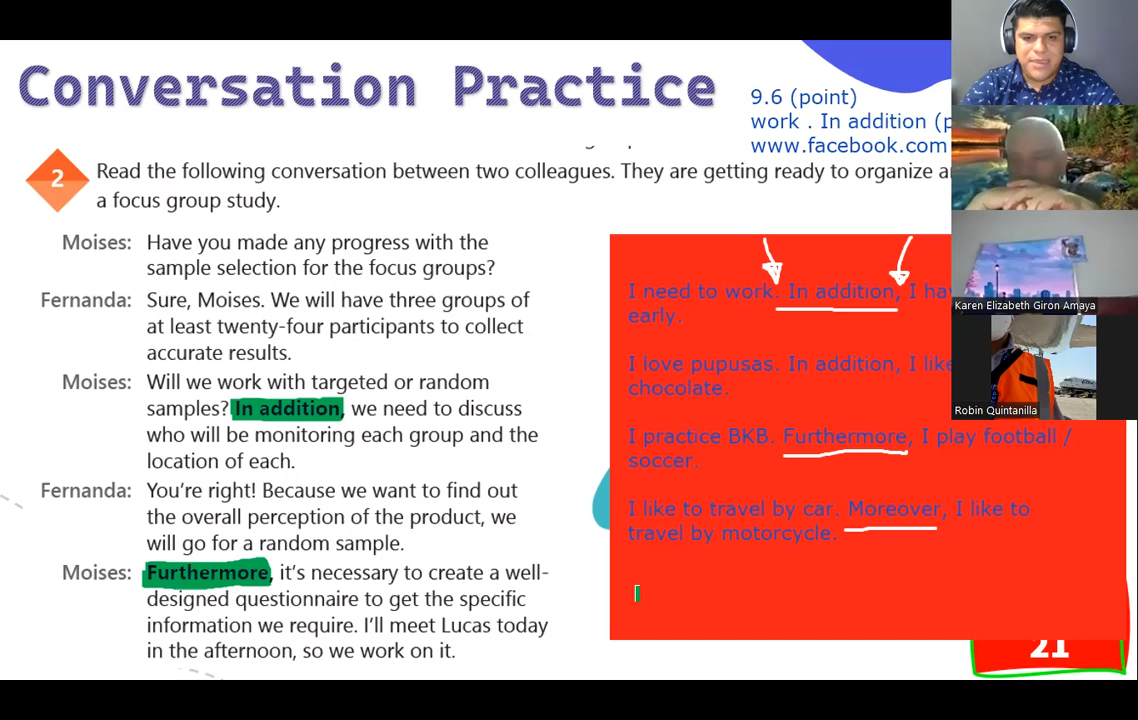 Conversation Practice
9.6 (point)
work . In addition
www.facebook.com
2
Read the following conversation between two colleagues. They are getting ready to organize
a focus group study.
Moises: Have you made any progress with the
sample selection for the focus groups?
Fernanda: Sure, Moises. We will have three groups of
at least twenty-four participants to collect
accurate results.
Moises: Will we work with targeted or random
samples? In addition, we need to discuss
who will be monitoring each group and the
location of each.
Fernanda: You're right! Because we want to find out
the overall perception of the product, we
will go for a random sample.
Moises: Furthermore, it's necessary to create a well-
designed questionnaire to get the specific
information we require. I'll meet Lucas today
in the afternoon, so we work on it.
I need to work. In addition, I
early.
I love pupusas. In addition, I
chocolate.
I practice BKB. Furthermore, I play football /
soccer.
I like to travel by car. Moreover, I like to
travel by motorcycle.
21
Karen Elizabeth Giron Amaya
Robin Quintanilla